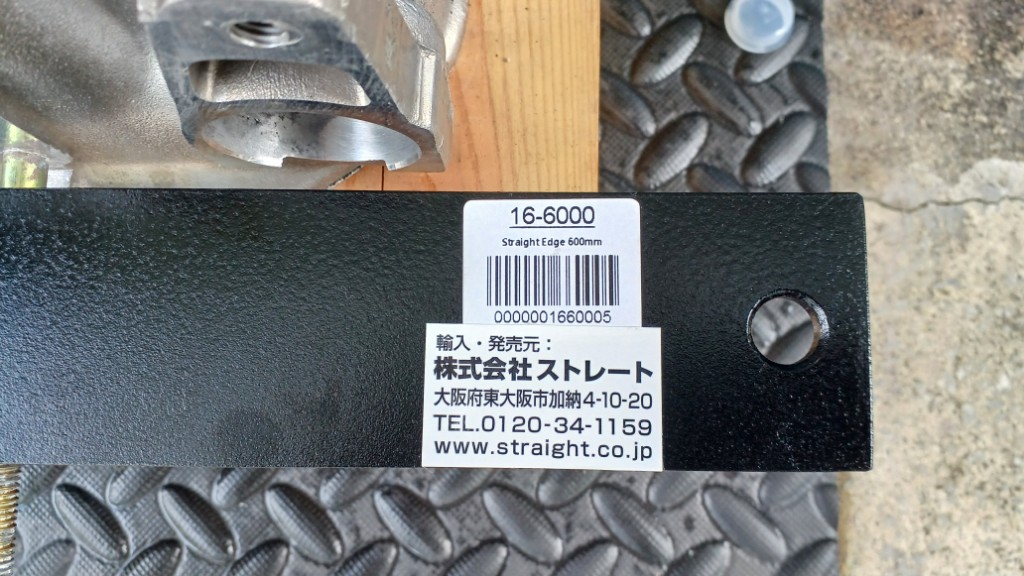 16-6000
Straight Edge 600mm
0000001660005
輸入・発売元：
株式会社ストレート
大阪府東大阪市加納4-10-20
TEL.0120-34-1159
www.straight.co.jp